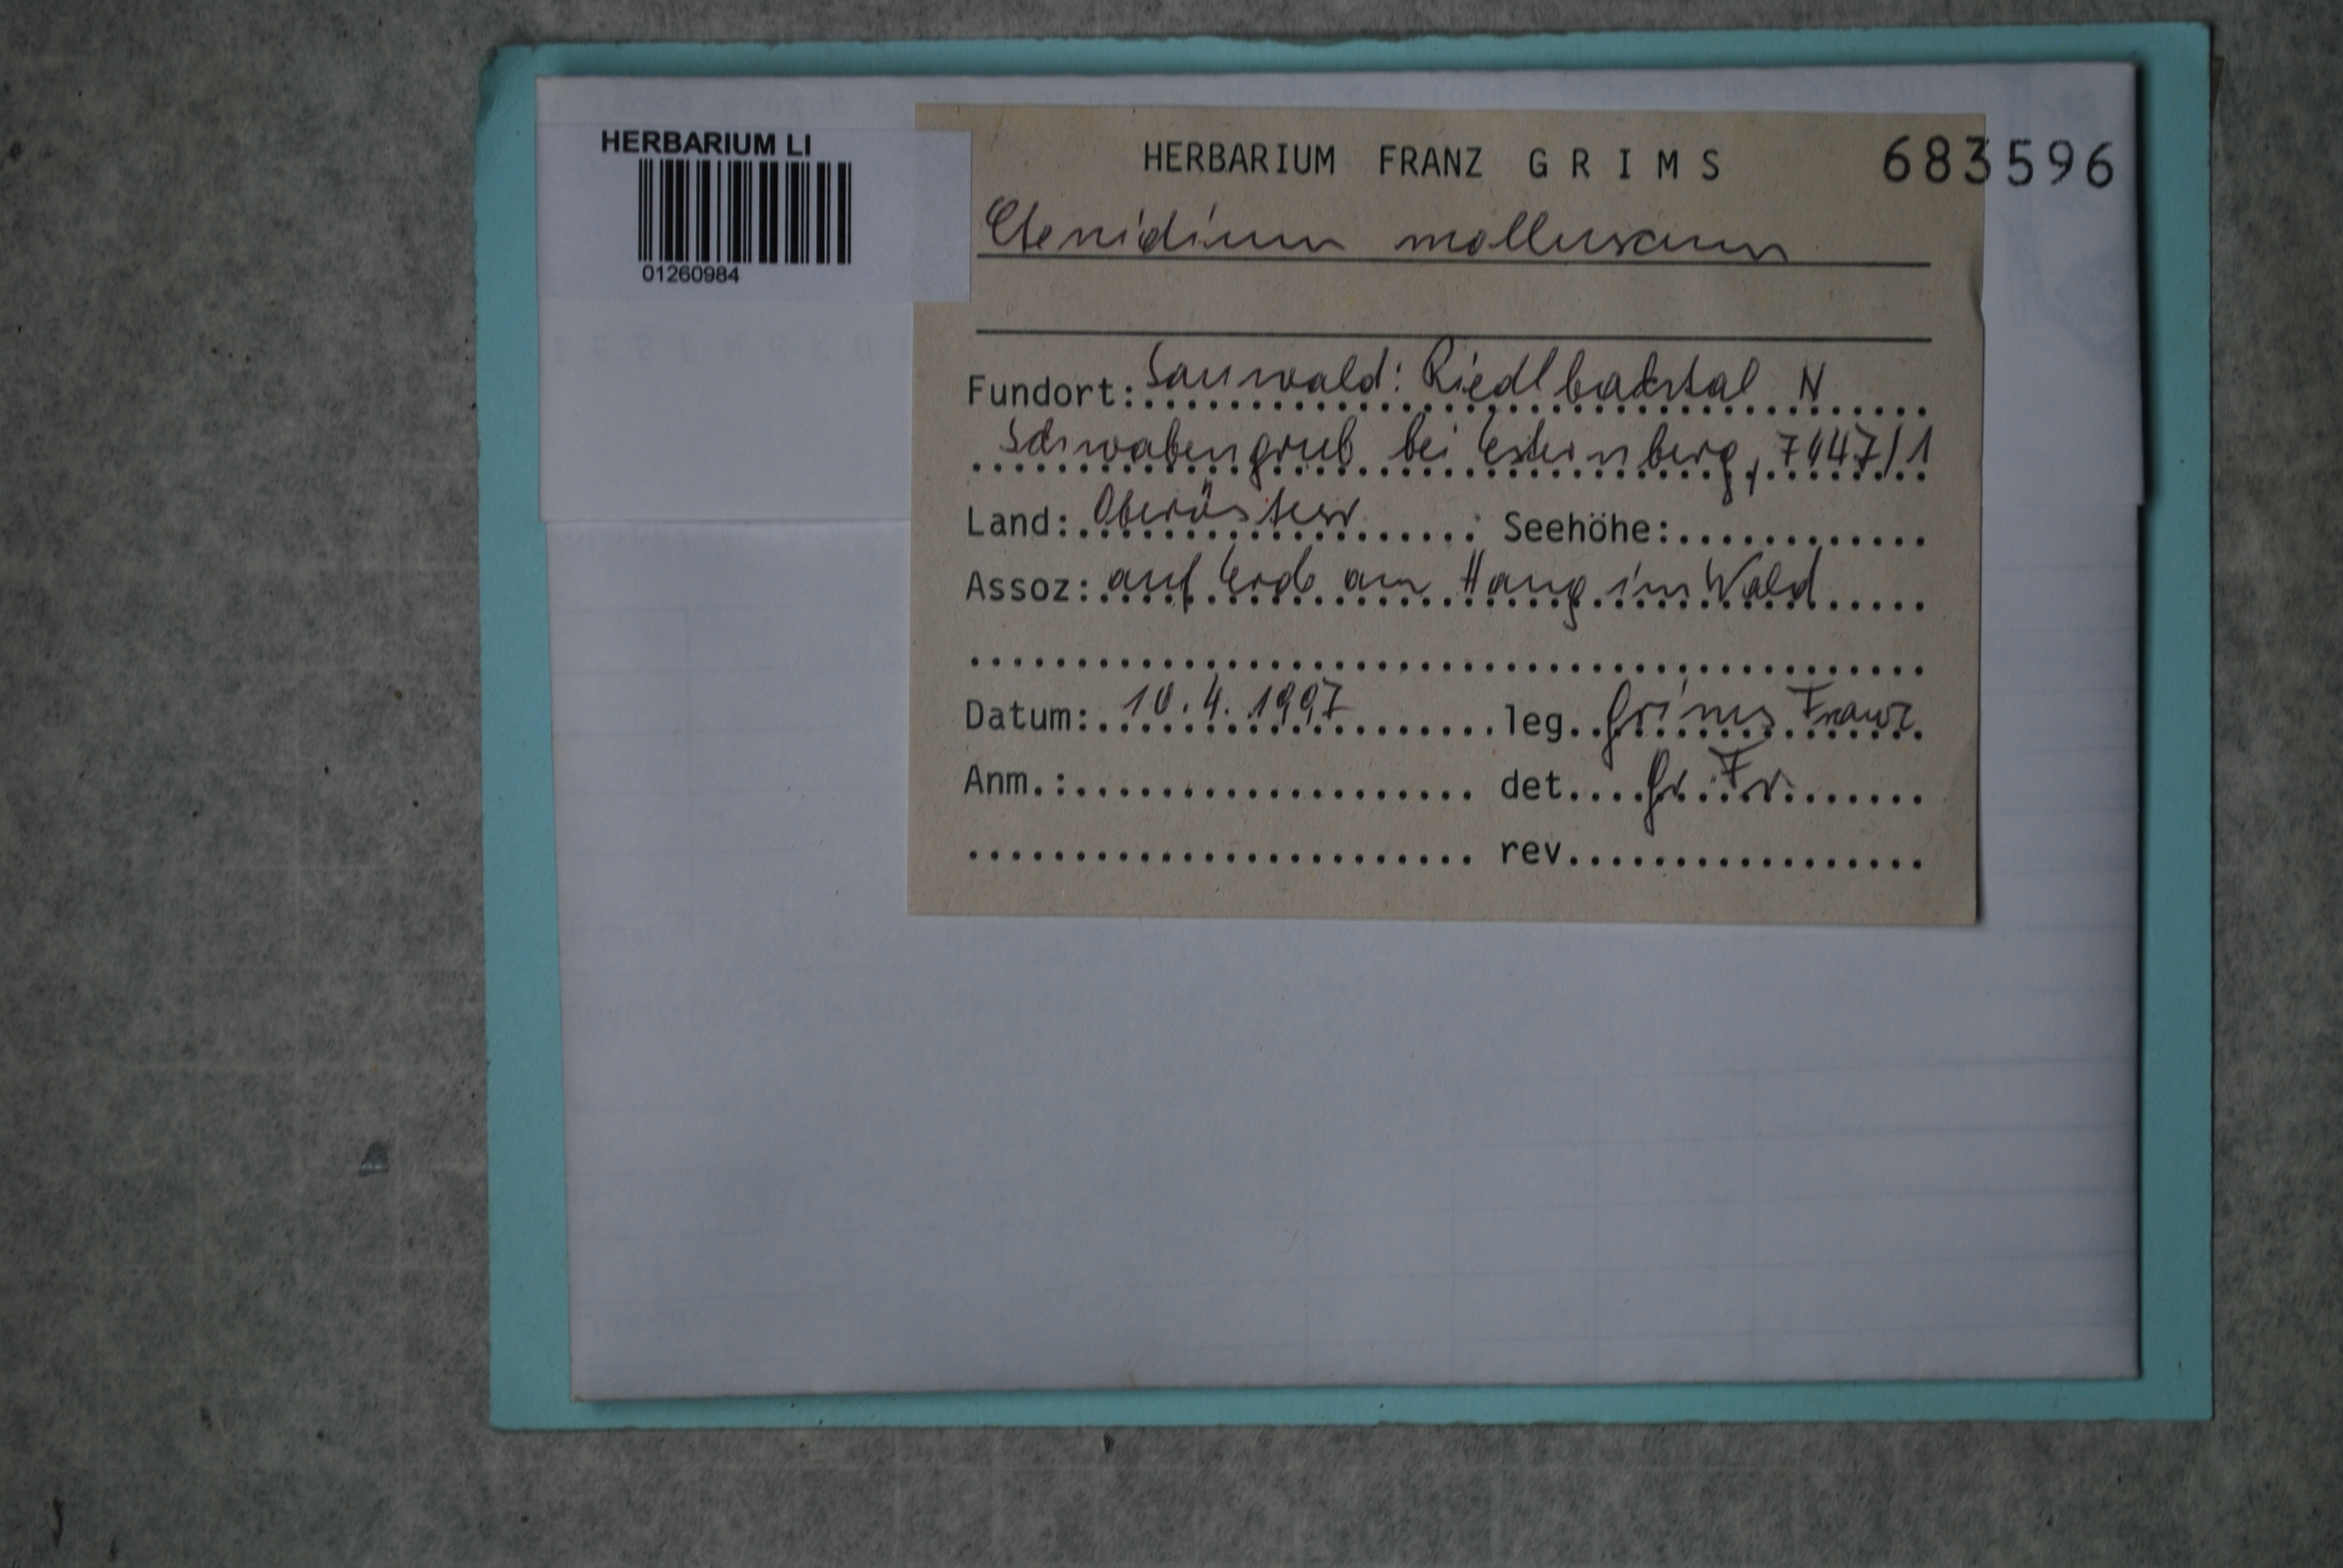 HERBARIUM LI
01260984
HERBARIUM FRANZ G R I M S 683596
Ctenidium molluscum
Fundort: Sauwald: Riedlbachtal N
Schwabengrub bei Esternberg, 7447/1
Land: Oberösterr. Seehöhe:
Assoz: auf Erde am Hang im Wald
Datum: 10.4.1997 leg. Grims Franz
Anm.: det. Gr. Fr.
rev.